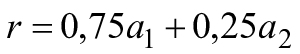 r = 0,75a₁ + 0,25a₂